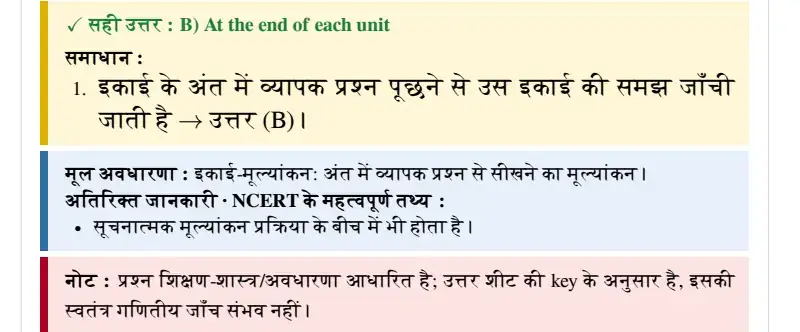 ✓ सही उत्तर : B) At the end of each unit
समाधान :
1. इकाई के अंत में व्यापक प्रश्न पूछने से उस इकाई की समझ जाँची
जाती है → उत्तर (B)।
मूल अवधारणा : इकाई-मूल्यांकन: अंत में व्यापक प्रश्न से सीखने का मूल्यांकन।
अतिरिक्त जानकारी · NCERT के महत्वपूर्ण तथ्य :
• सूचनात्मक मूल्यांकन प्रक्रिया के बीच में भी होता है।
नोट : प्रश्न शिक्षण-शास्त्र/अवधारणा आधारित है; उत्तर शीट की key के अनुसार है, इसकी
स्वतंत्र गणितीय जाँच संभव नहीं।